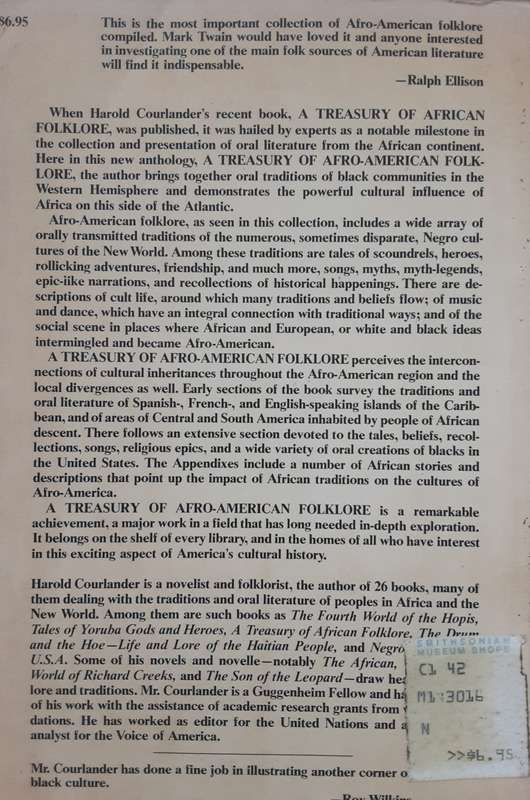 $6.95
This is the most important collection of Afro-American folklore
compiled. Mark Twain would have loved it and anyone interested
in investigating one of the main folk sources of American literature
will find it indispensable.
—Ralph Ellison
When Harold Courlander's recent book, A TREASURY OF AFRICAN
FOLKLORE, was published, it was hailed by experts as a notable milestone in
the collection and presentation of oral literature from the African continent.
Here in this new anthology, A TREASURY OF AFRO-AMERICAN FOLK-
LORE, the author brings together oral traditions of black communities in the
Western Hemisphere and demonstrates the powerful cultural influence of
Africa on this side of the Atlantic.
Afro-American folklore, as seen in this collection, includes a wide array of
orally transmitted traditions of the numerous, sometimes disparate, Negro cul-
tures of the New World. Among these traditions are tales of scoundrels, heroes,
rollicking adventures, friendship, and much more, songs, myths, myth-legends,
epic-iike narrations, and recollections of historical happenings. There are de-
scriptions of cult life, around which many traditions and beliefs flow; of music
and dance, which have an integral connection with traditional ways; and of the
social scene in places where African and European, or white and black ideas
intermingled and became Afro-American.
A TREASURY OF AFRO-AMERICAN FOLKLORE perceives the intercon-
nections of cultural inheritances throughout the Afro-American region and the
local divergences as well. Early sections of the book survey the traditions and
oral literature of Spanish-, French-, and English-speaking islands of the Carib-
bean, and of areas of Central and South America inhabited by people of African
descent. There follows an extensive section devoted to the tales, beliefs, recol-
lections, songs, religious epics, and a wide variety of oral creations of blacks in
the United States. The Appendixes include a number of African stories and
descriptions that point up the impact of African traditions on the cultures of
Afro-America.
A TREASURY OF AFRO-AMERICAN FOLKLORE is a remarkable
achievement, a major work in a field that has long needed in-depth exploration.
It belongs on the shelf of every library, and in the homes of all who have interest
in this exciting aspect of America's cultural history.
Harold Courlander is a novelist and folklorist, the author of 26 books, many of
them dealing with the traditions and oral literature of peoples in Africa and the
New World. Among them are such books as The Fourth World of the Hopis,
Tales of Yoruba Gods and Heroes, A Treasury of African Folklore, The Drum
and the Hoe—Life and Lore of the Haitian People, and Negro
U.S.A. Some of his novels and novelle—notably The African,
World of Richard Creeks, and The Son of the Leopard—draw
lore and traditions. Mr. Courlander is a Guggenheim Fellow and
of his work with the assistance of academic research grants from
dations. He has worked as editor for the United Nations and
analyst for the Voice of America.
SMITHSONIAN
MUSEUM SHOPS
C1 42
M1:3016
N
>>$6.95
Mr. Courlander has done a fine job in illustrating another corner
black culture.
—Roy Wilkins